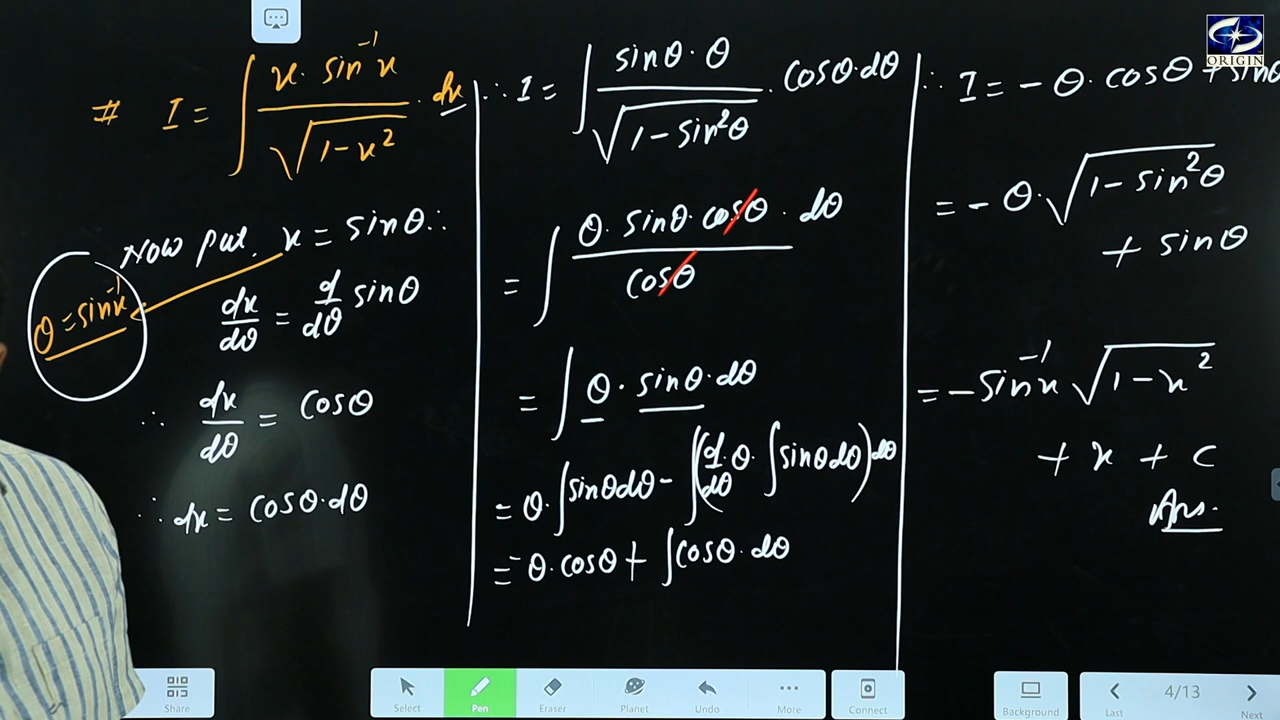 # I = ∫ x · sin⁻¹x / √(1-x²) · dx
Now put, x = sinθ ∴
θ = sin⁻¹x
dx/dθ = d/dθ sinθ
∴ dx/dθ = cosθ
∴ dx = cosθ·dθ
∴ I = ∫ sinθ·θ / √(1-sin²θ) · cosθ·dθ
= ∫ θ · sinθ·cosθ / cosθ · dθ
= ∫ θ · sinθ·dθ
= θ·∫sinθdθ - ∫(d/dθ θ · ∫sinθdθ)dθ
= -θ·cosθ + ∫cosθ·dθ
∴ I = -θ·cosθ + sinθ
= -θ·√(1-sin²θ)
+ sinθ
= -sin⁻¹x √(1-x²)
+ x + c
Ans.
ORIGIN
Share
Select
Pen
Eraser
Planet
Undo
More
Connect
Background
Last
4/13
Next